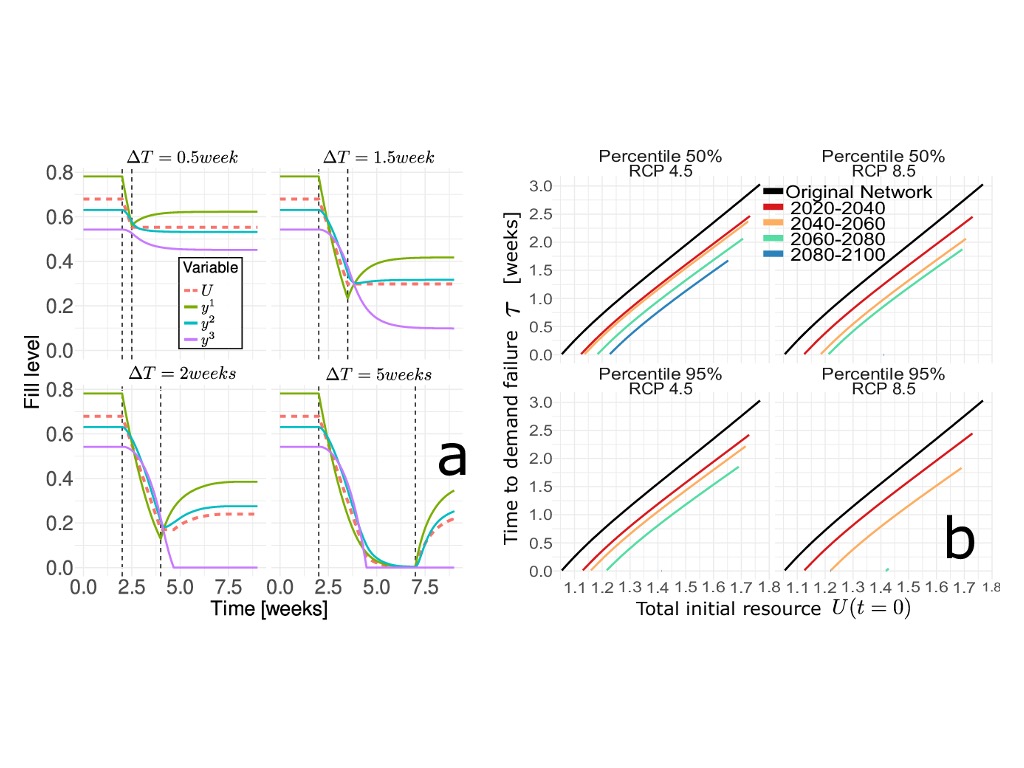 ΔT = 0.5week
ΔT = 1.5week
0.8
0.6
0.4
0.2
0.0
Variable
U
y¹
y²
y³
Fill level
ΔT = 2weeks
ΔT = 5weeks
0.8
0.6
0.4
0.2
0.0
a
0.0 2.5 5.0 7.5
0.0 2.5 5.0 7.5
Time [weeks]
Percentile 50%
RCP 4.5
Percentile 50%
RCP 8.5
3.0
2.5
2.0
1.5
1.0
0.5
0.0
Original Network
2020-2040
2040-2060
2060-2080
2080-2100
Time to demand failure 𝒯 [weeks]
Percentile 95%
RCP 4.5
Percentile 95%
RCP 8.5
3.0
2.5
2.0
1.5
1.0
0.5
0.0
b
1.1 1.2 1.3 1.4 1.5 1.6 1.7 1.8
1.1 1.2 1.3 1.4 1.5 1.6 1.7 1.8
Total initial resource U(t = 0)